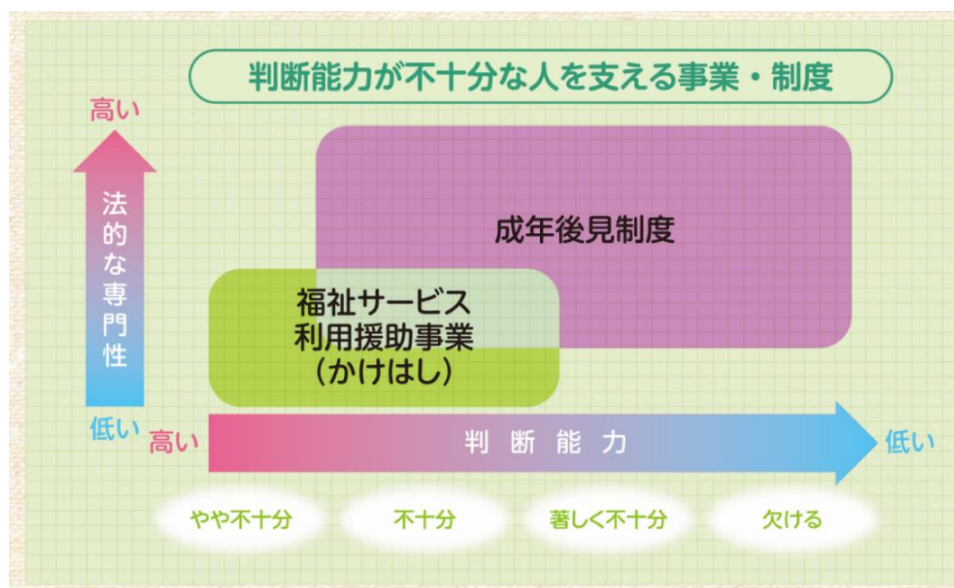 判断能力が不十分な人を支える事業・制度
高い
法的な専門性
低い
成年後見制度
福祉サービス
利用援助事業
（かけはし）
高い
判断能力
低い
やや不十分
不十分
著しく不十分
欠ける